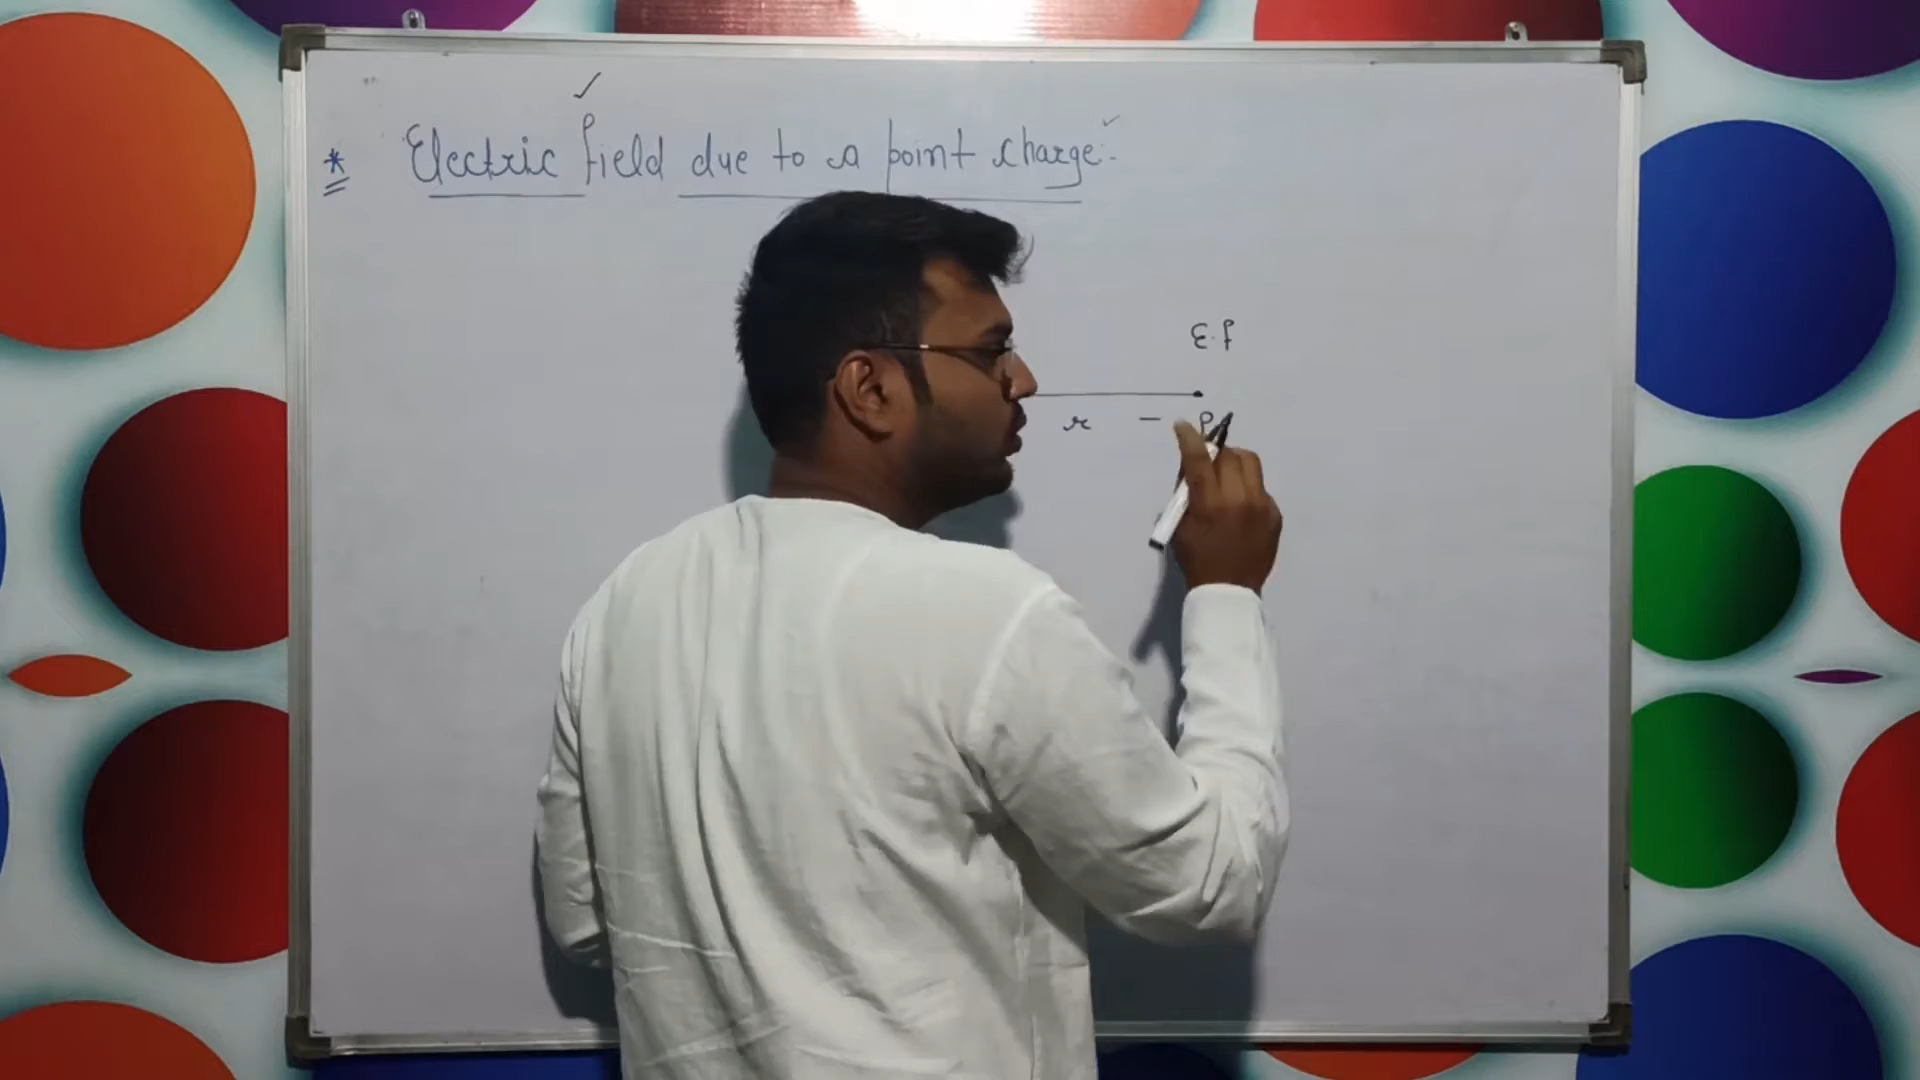 * Electric field due to a point charge:-
E.f
r - P